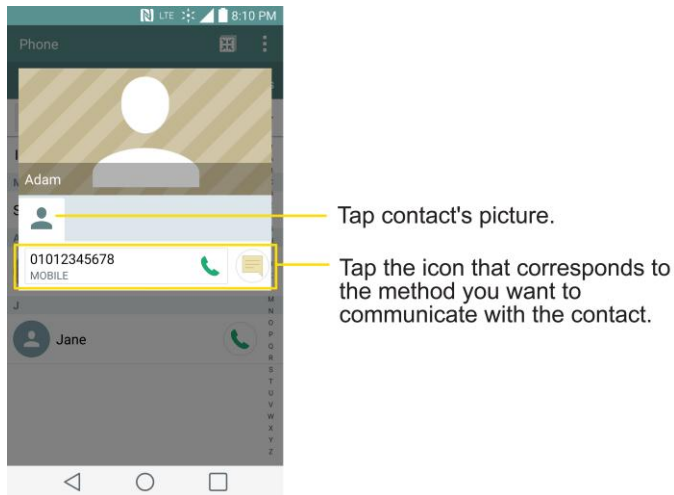 LTE 8:10 PM
Phone
Adam
Tap contact's picture.
01012345678
MOBILE
Tap the icon that corresponds to
the method you want to
communicate with the contact.
J
Jane
M
N
O
P
Q
R
S
T
U
V
W
X
Y
Z